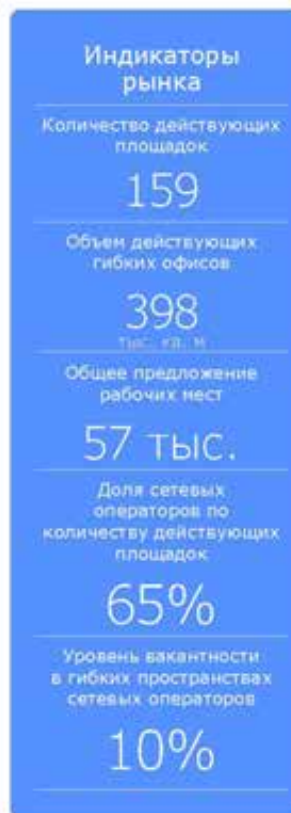 Индикаторы
рынка
Количество действующих
площадок
159
Объем действующих
гибких офисов
398
тыс. кв. м
Общее предложение
рабочих мест
57 тыс.
Доля сетевых
операторов по
количеству действующих
площадок
65%
Уровень вакантности
в гибких пространствах
сетевых операторов
10%